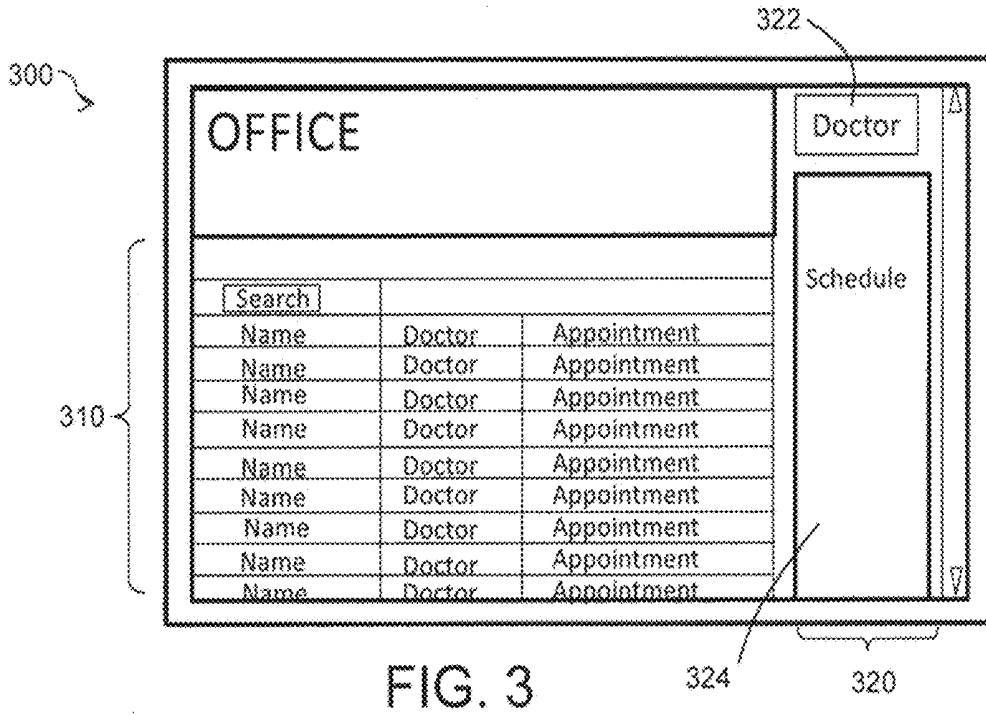 322
300
OFFICE
Doctor
Schedule
Search
Name Doctor Appointment
Name Doctor Appointment
Name Doctor Appointment
310
Name Doctor Appointment
Name Doctor Appointment
Name Doctor Appointment
Name Doctor Appointment
Name Doctor Appointment
Name Doctor Appointment
324
320
FIG. 3